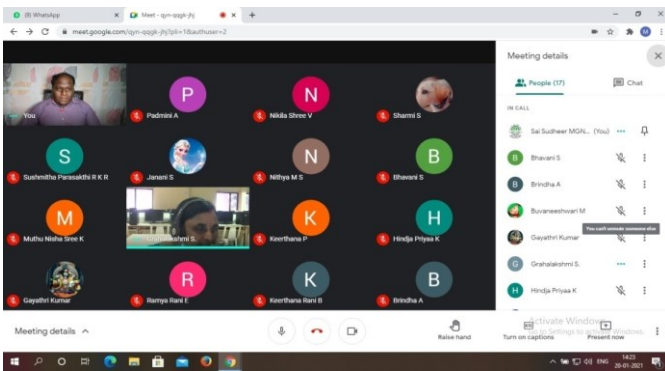 (8) WhatsApp
Meet - qyn-qqgk-jhj
meet.google.com/qyn-qqgk-jhj?pli=1&authuser=2
M
Meeting details
People (17)
Chat
IN CALL
Sai Sudheer MGN... (You)
B Bhavani S
B Brindha A
Buvaneeshwari M
You can't unmute someone else
Gayathri Kumar
G Grahalakshmi S.
H Hindja Priyaa K
You
P
Padmini A
N
Nikila Shree V
Sharmi S
S
Sushmitha Parasakthi R K R
Janani S
N
Nithya M S
B
Bhavani S
M
Muthu Nisha Sree K
Grahalakshmi S.
K
Keerthana P
H
Hindja Priyaa K
Gayathri Kumar
R
Ramya Rani E
K
Keerthana Rani B
B
Brindha A
Meeting details
Raise hand
Turn on captions
Present now
Activate Windows
Go to Settings to activate Windows.
ENG
14:23
20-01-2021